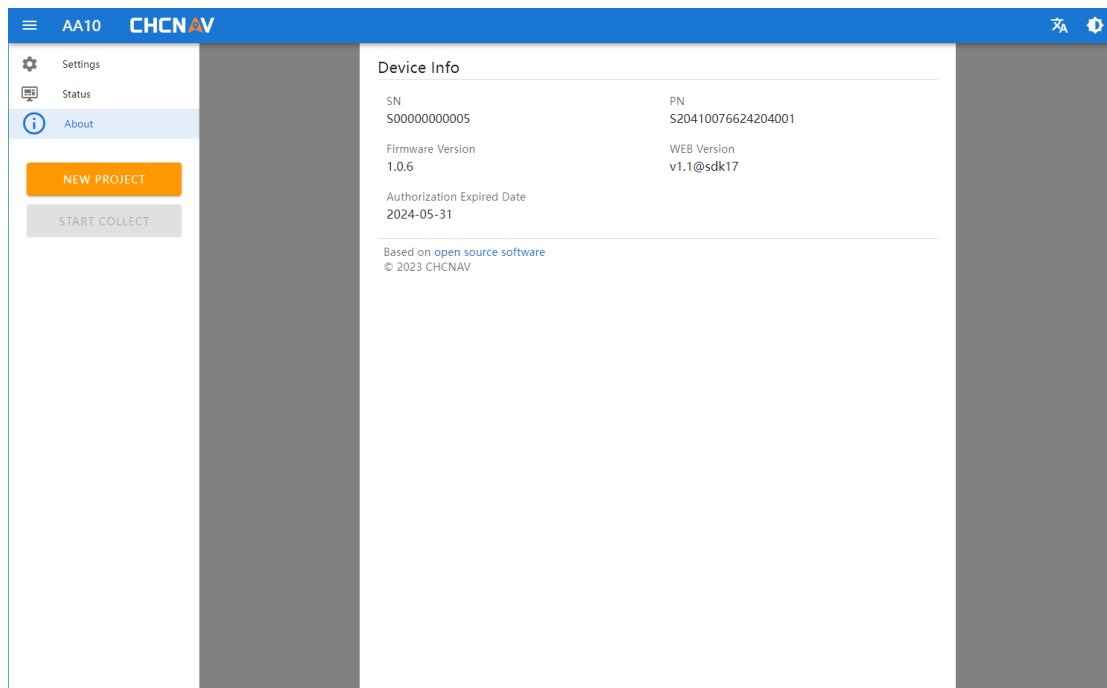 AA10 CHCNAV
Settings
Status
About
NEW PROJECT
START COLLECT
Device Info
SN
S00000000005
PN
S20410076624204001
Firmware Version
1.0.6
WEB Version
v1.1@sdk17
Authorization Expired Date
2024-05-31
Based on open source software
© 2023 CHCNAV